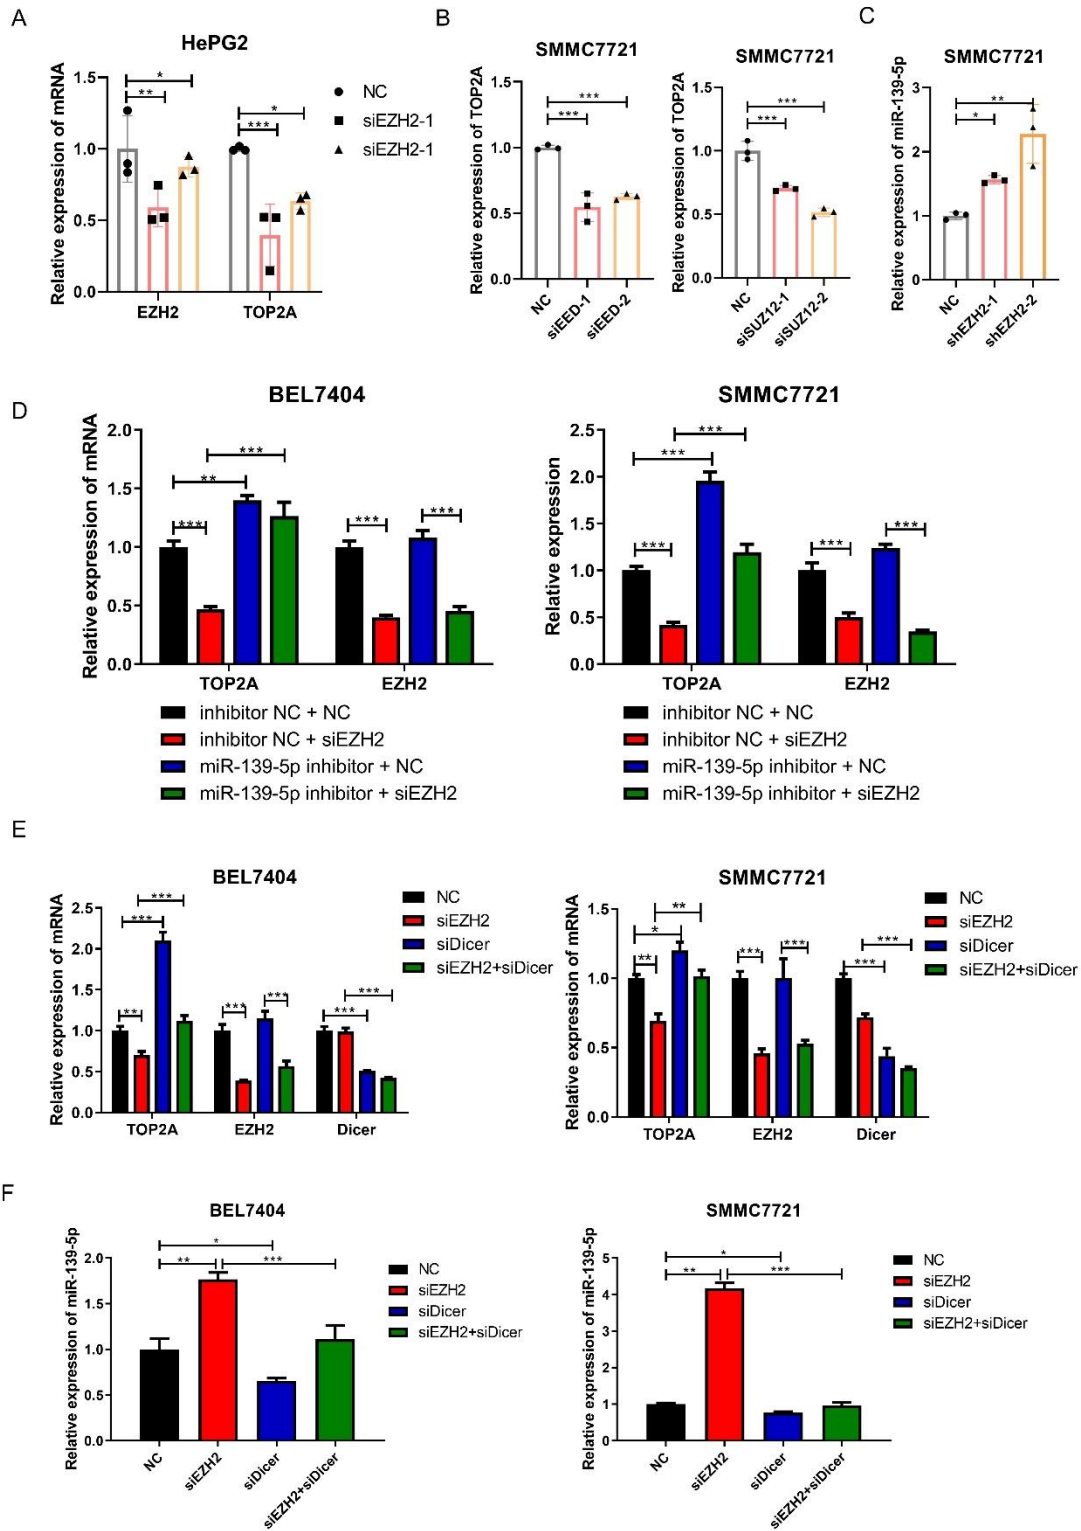 A
HePG2
Relative expression of mRNA
1.5
1.0
0.5
0.0
*
**
*
***
EZH2
TOP2A
NC
siEZH2-1
siEZH2-1
B
SMMC7721
Relative expression of TOP2A
1.5
1.0
0.5
0.0
***
***
NC
siEED-1
siEED-2
SMMC7721
Relative expression of TOP2A
1.5
1.0
0.5
0.0
***
***
NC
siSUZ12-1
siSUZ12-2
C
SMMC7721
Relative expression of miR-139-5p
3
2
1
0
**
*
NC
shEZH2-1
shEZH2-2
D
BEL7404
Relative expression of mRNA
2.0
1.5
1.0
0.5
0.0
***
**
***
***
***
TOP2A
EZH2
inhibitor NC + NC
inhibitor NC + siEZH2
miR-139-5p inhibitor + NC
miR-139-5p inhibitor + siEZH2
SMMC7721
Relative expression
2.5
2.0
1.5
1.0
0.5
0.0
***
***
***
***
***
TOP2A
EZH2
inhibitor NC + NC
inhibitor NC + siEZH2
miR-139-5p inhibitor + NC
miR-139-5p inhibitor + siEZH2
E
BEL7404
Relative expression of mRNA
2.5
2.0
1.5
1.0
0.5
0.0
***
***
**
***
***
***
***
TOP2A
EZH2
Dicer
NC
siEZH2
siDicer
siEZH2+siDicer
SMMC7721
Relative expression of mRNA
1.5
1.0
0.5
0.0
**
*
**
***
***
***
***
TOP2A
EZH2
Dicer
NC
siEZH2
siDicer
siEZH2+siDicer
F
BEL7404
Relative expression of miR-139-5p
2.0
1.5
1.0
0.5
0.0
*
**
***
NC
siEZH2
siDicer
siEZH2+siDicer
NC
siEZH2
siDicer
siEZH2+siDicer
SMMC7721
Relative expression of miR-139-5p
5
4
3
2
1
0
*
**
***
NC
siEZH2
siDicer
siEZH2+siDicer
NC
siEZH2
siDicer
siEZH2+siDicer